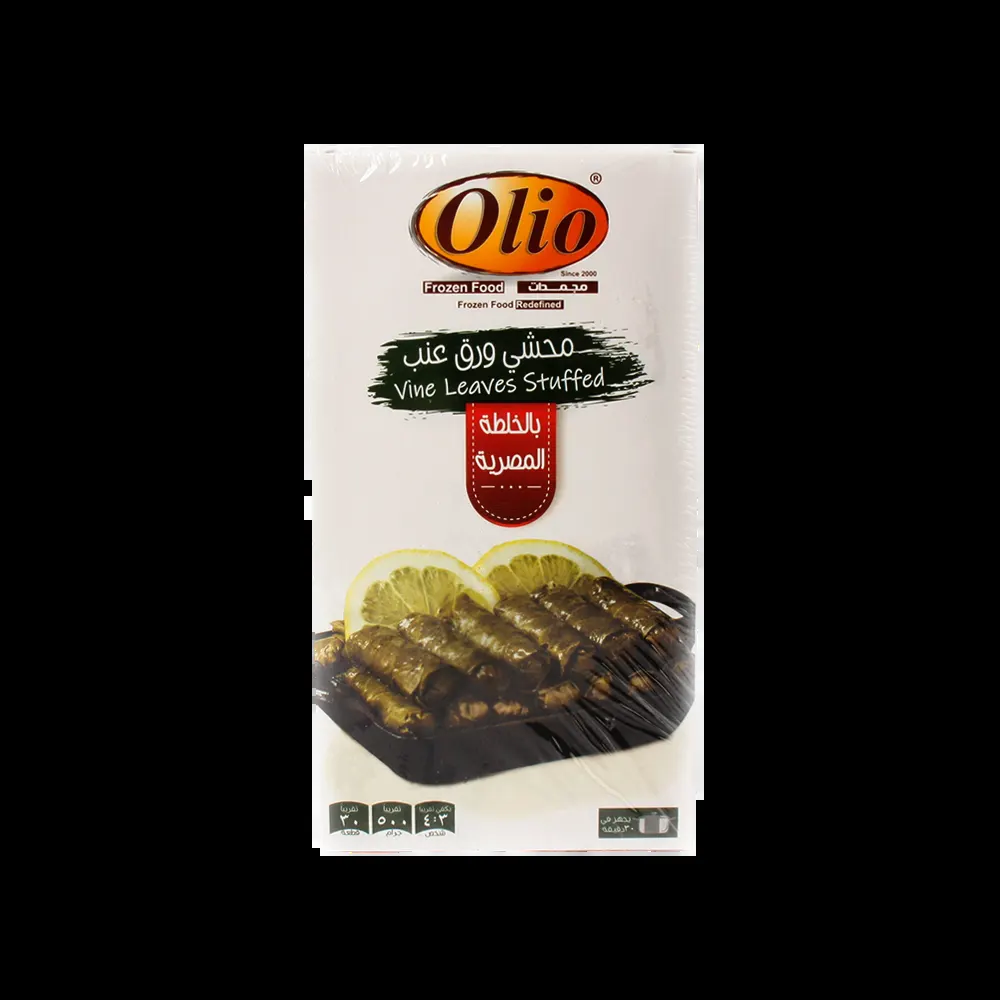 Olio
®
Since 2000
Frozen Food مجمدات
Frozen Food Redefined
محشي ورق عنب
Vine Leaves Stuffed
بالخلطة
المصرية
تقريبا
٣٠
قطعة
تقريبا
٥٠٠
جرام
يكفي تقريبا
٤:٣
شخص
يجهز في
٣٠ دقيقة